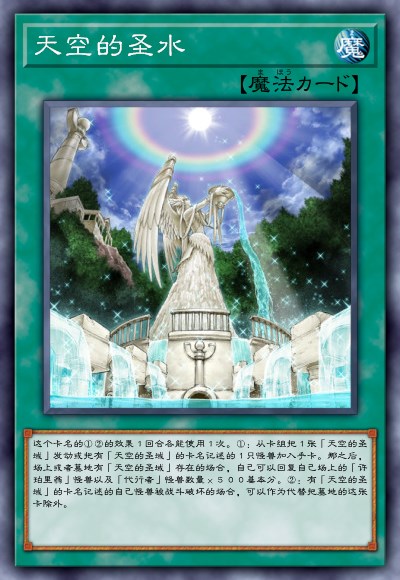 天空的圣水
魔
【魔法カード】
まほう
这个卡名的①②的效果1回合各能使用1次。①：从卡组把1张「天空的圣
域」发动或把有「天空的圣域」的卡名记述的1只怪兽加入手卡。那之后，
场上或者墓地有「天空的圣域」存在的场合，自己可以回复自己场上的「许
珀里翁」怪兽以及「代行者」怪兽数量x500基本分。②：有「天空的圣
域」的卡名记述的自己怪兽被战斗破坏的场合，可以作为代替把墓地的这张
卡除外。